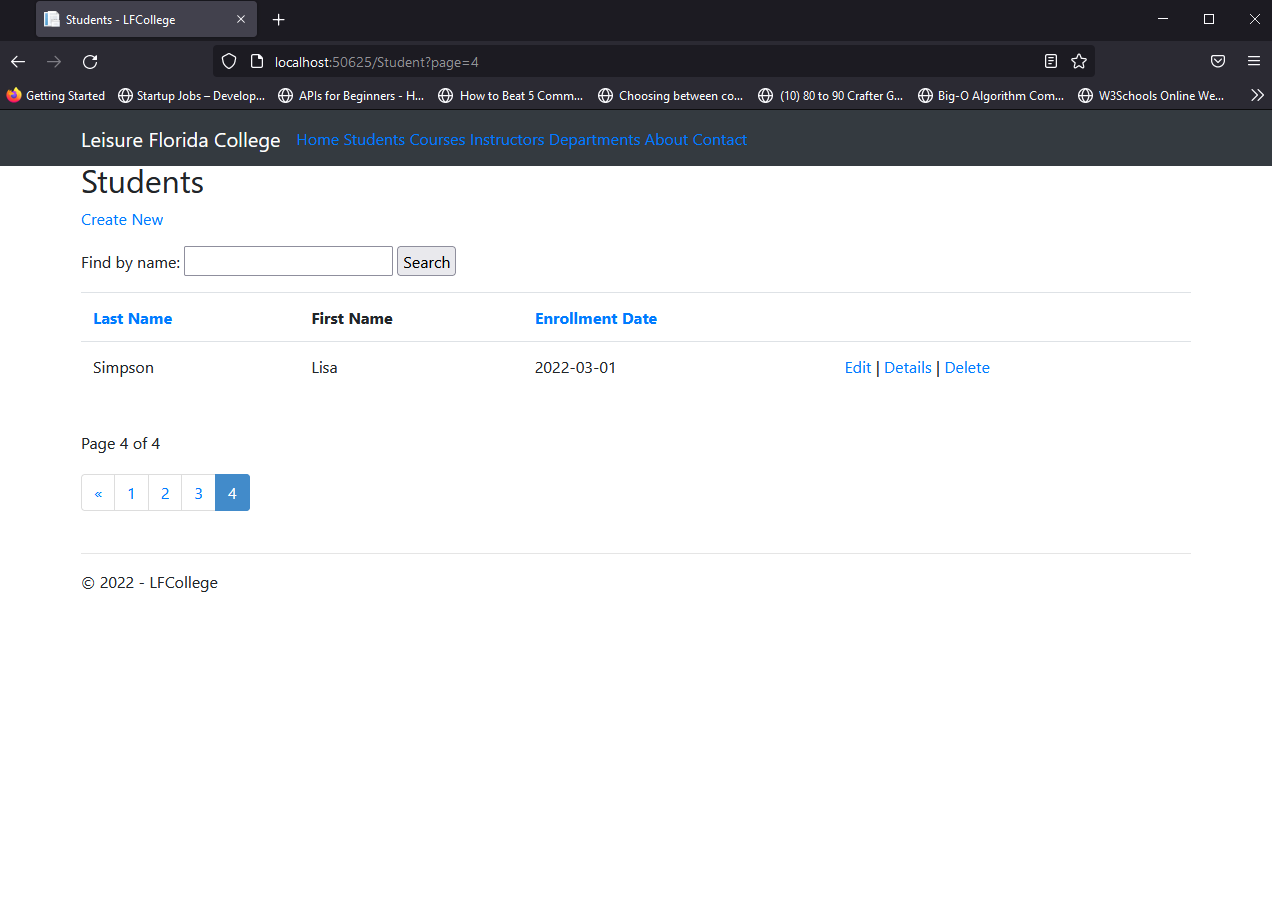 Students - LFCollege
localhost:50625/Student?page=4
Getting Started Startup Jobs – Develop... APIs for Beginners - H... How to Beat 5 Comm... Choosing between co... (10) 80 to 90 Crafter G... Big-O Algorithm Com... W3Schools Online We...
Leisure Florida College Home Students Courses Instructors Departments About Contact
Students
Create New
Find by name: Search
Last Name First Name Enrollment Date
Simpson Lisa 2022-03-01 Edit | Details | Delete
Page 4 of 4
« 1 2 3 4
© 2022 - LFCollege